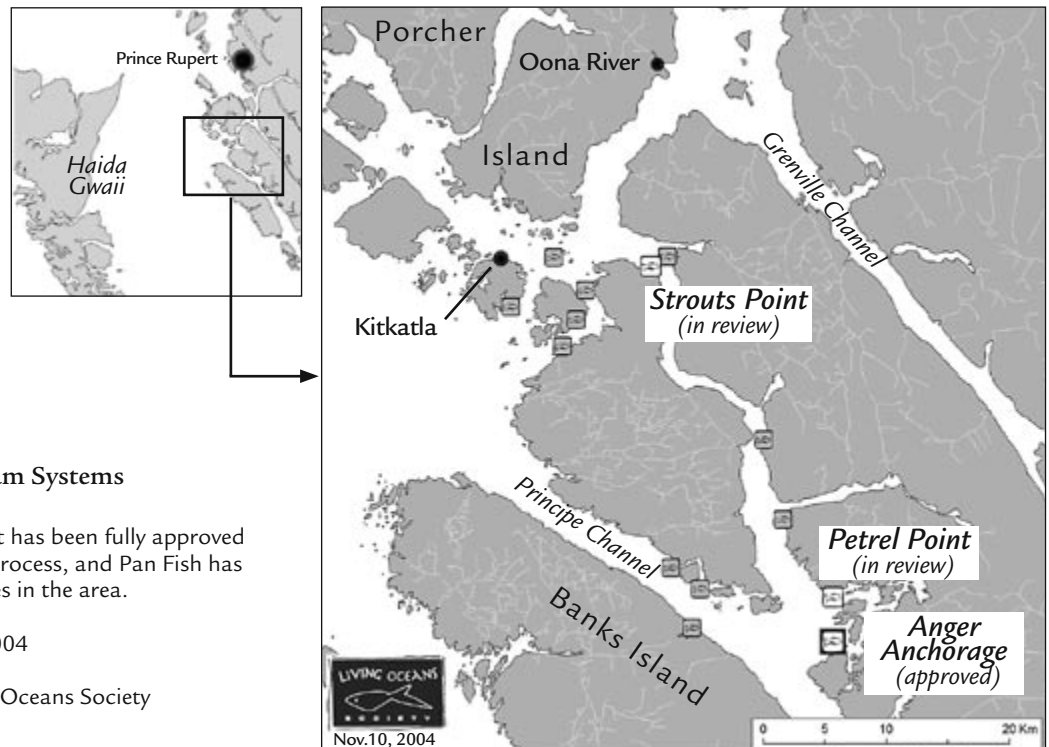 Prince Rupert
Haida
Gwaii
Porcher
Island
Oona River
Grenville Channel
Kitkatla
Strouts Point
(in review)
Principe Channel
Petrel Point
(in review)
Banks Island
Anger
Anchorage
(approved)
LIVING OCEANS
SOCIETY
Nov.10, 2004
0 5 10 20 Km
am Systems
t has been fully approved
rocess, and Pan Fish has
es in the area.
004
Oceans Society